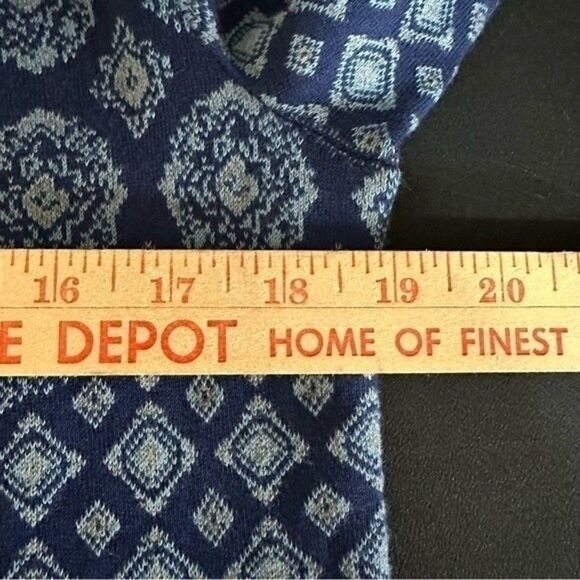 16 17 18 19 20
E DEPOT HOME OF FINEST